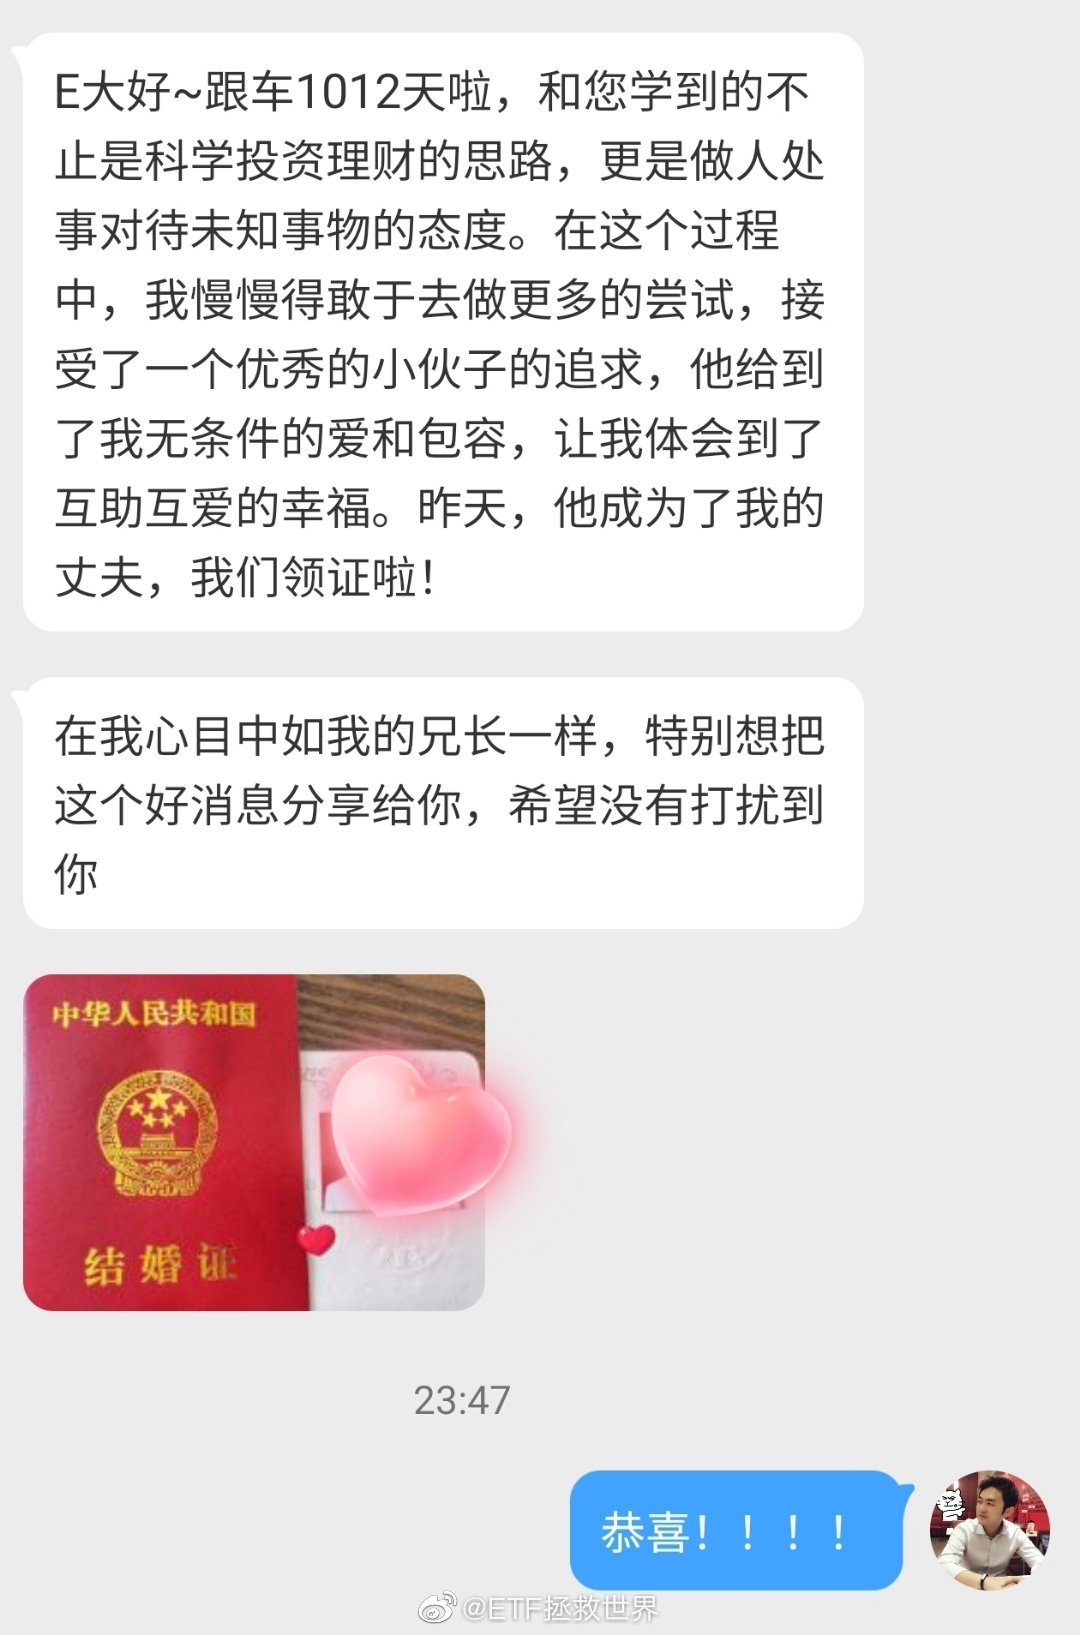 E大好~跟车1012天啦，和您学到的不
止是科学投资理财的思路，更是做人处
事对待未知事物的态度。在这个过程
中，我慢慢得敢于去做更多的尝试，接
受了一个优秀的小伙子的追求，他给到
了我无条件的爱和包容，让我体会到了
互助互爱的幸福。昨天，他成为了我的
丈夫，我们领证啦！
在我心目中如我的兄长一样，特别想把
这个好消息分享给你，希望没有打扰到
你
中华人民共和国
结婚证
23:47
恭喜！！！！
@ETF拯救世界